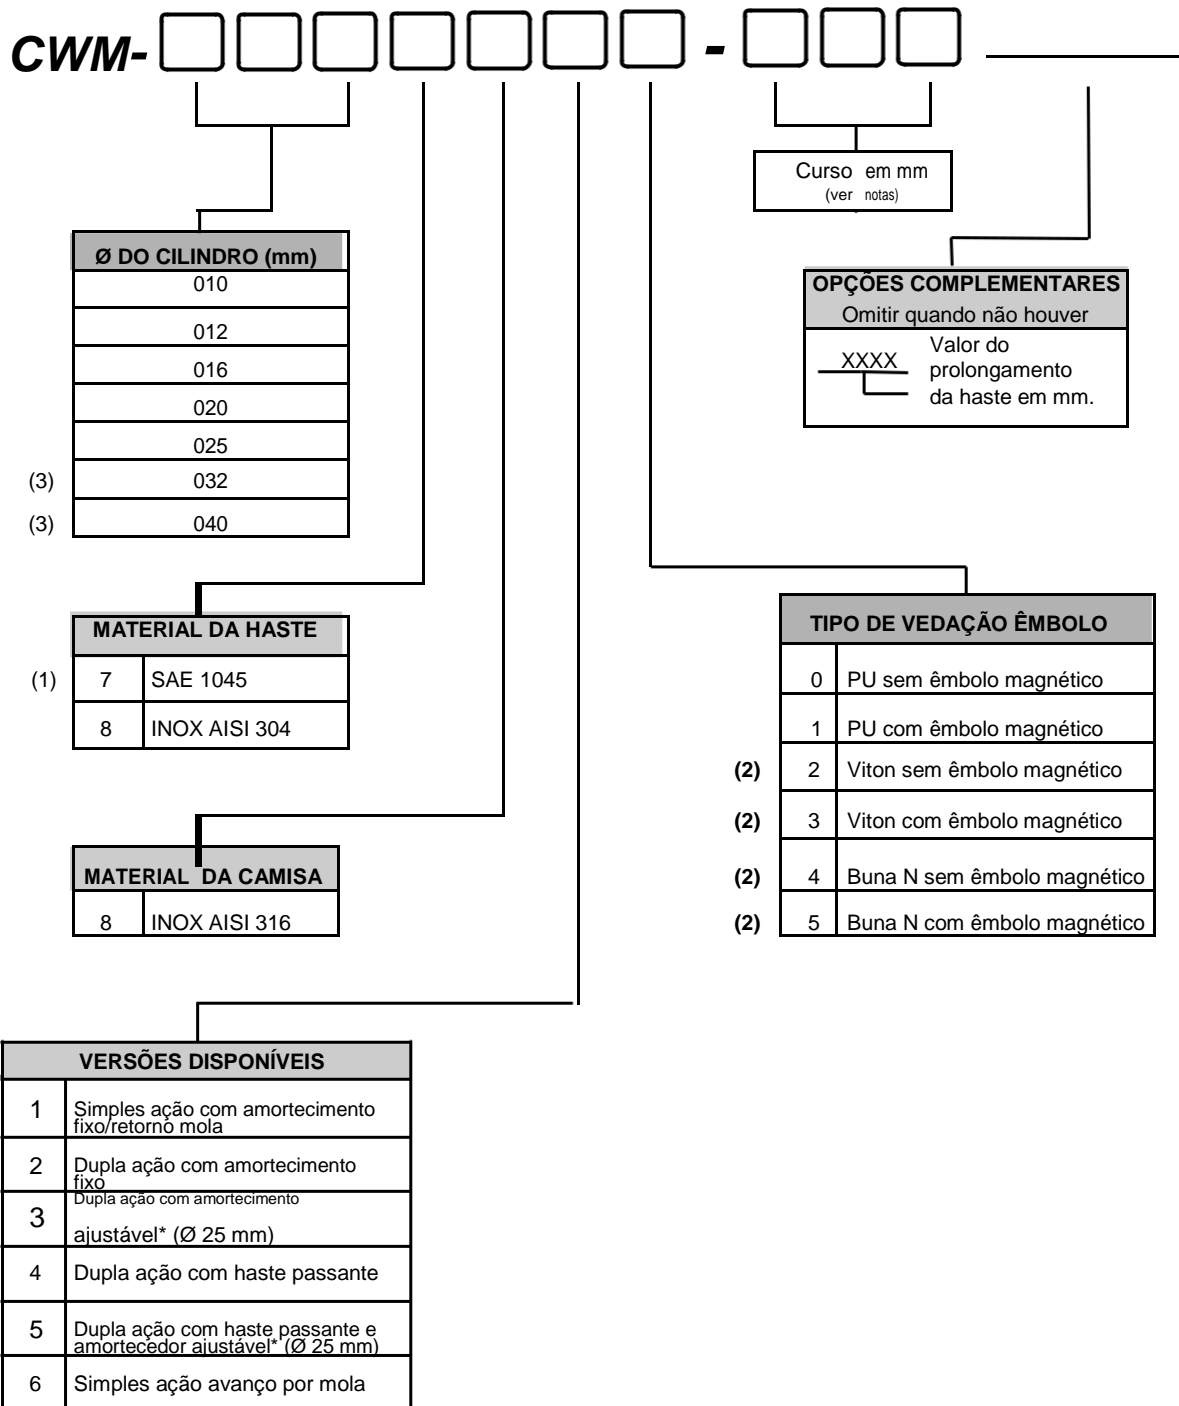 CWM- -
Curso em mm
(ver notas)
Ø DO CILINDRO (mm)
010
012
016
020
025
(3) 032
(3) 040
OPÇÕES COMPLEMENTARES
Omitir quando não houver
XXXX
Valor do
prolongamento
da haste em mm.
MATERIAL DA HASTE
(1) 7 SAE 1045
8 INOX AISI 304
TIPO DE VEDAÇÃO ÊMBOLO
0 PU sem êmbolo magnético
1 PU com êmbolo magnético
(2) 2 Viton sem êmbolo magnético
(2) 3 Viton com êmbolo magnético
(2) 4 Buna N sem êmbolo magnético
(2) 5 Buna N com êmbolo magnético
MATERIAL DA CAMISA
8 INOX AISI 316
VERSÕES DISPONÍVEIS
1 Simples ação com amortecimento
fixo/retorno mola
2 Dupla ação com amortecimento
fixo
3 Dupla ação com amortecimento
ajustável* (Ø 25 mm)
4 Dupla ação com haste passante
5 Dupla ação com haste passante e
amortecedor ajustável* (Ø 25 mm)
6 Simples ação avanço por mola